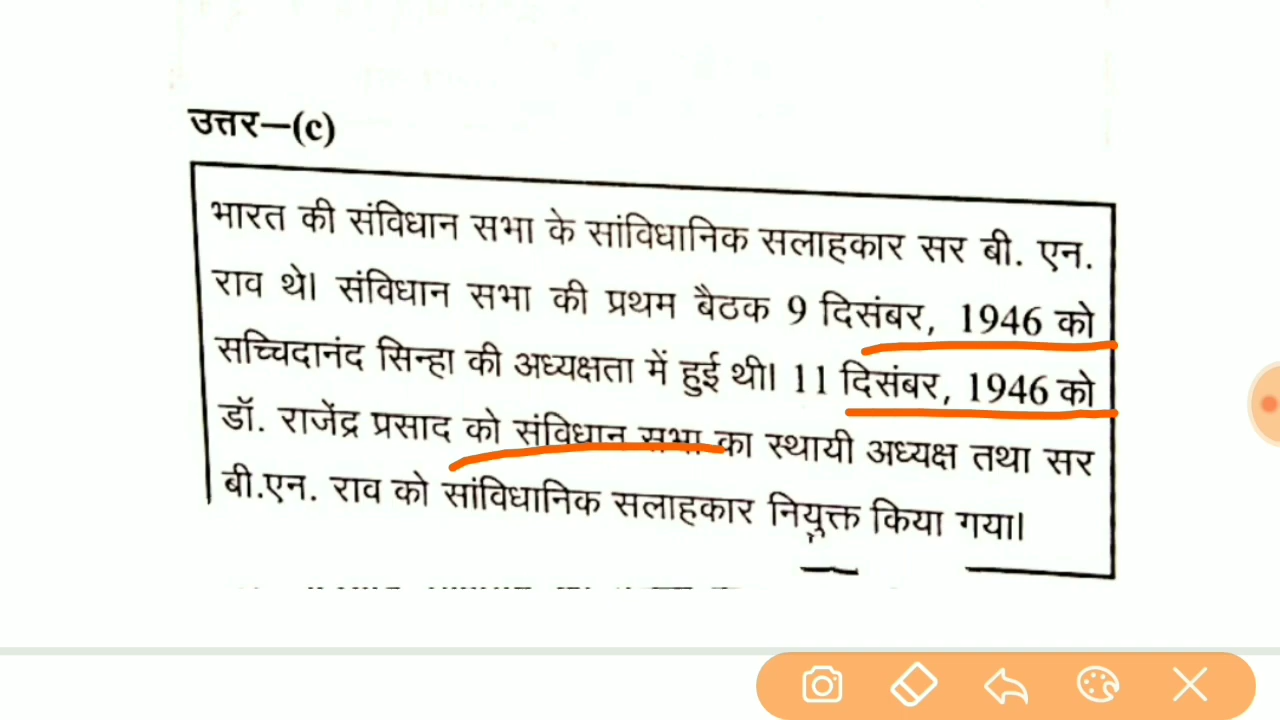 उत्तर–(c)
भारत की संविधान सभा के सांविधानिक सलाहकार सर बी. एन.
राव थे। संविधान सभा की प्रथम बैठक 9 दिसंबर, 1946 को
सच्चिदानंद सिन्हा की अध्यक्षता में हुई थी। 11 दिसंबर, 1946 को
डॉ. राजेंद्र प्रसाद को संविधान सभा का स्थायी अध्यक्ष तथा सर
बी.एन. राव को सांविधानिक सलाहकार नियुक्त किया गया।